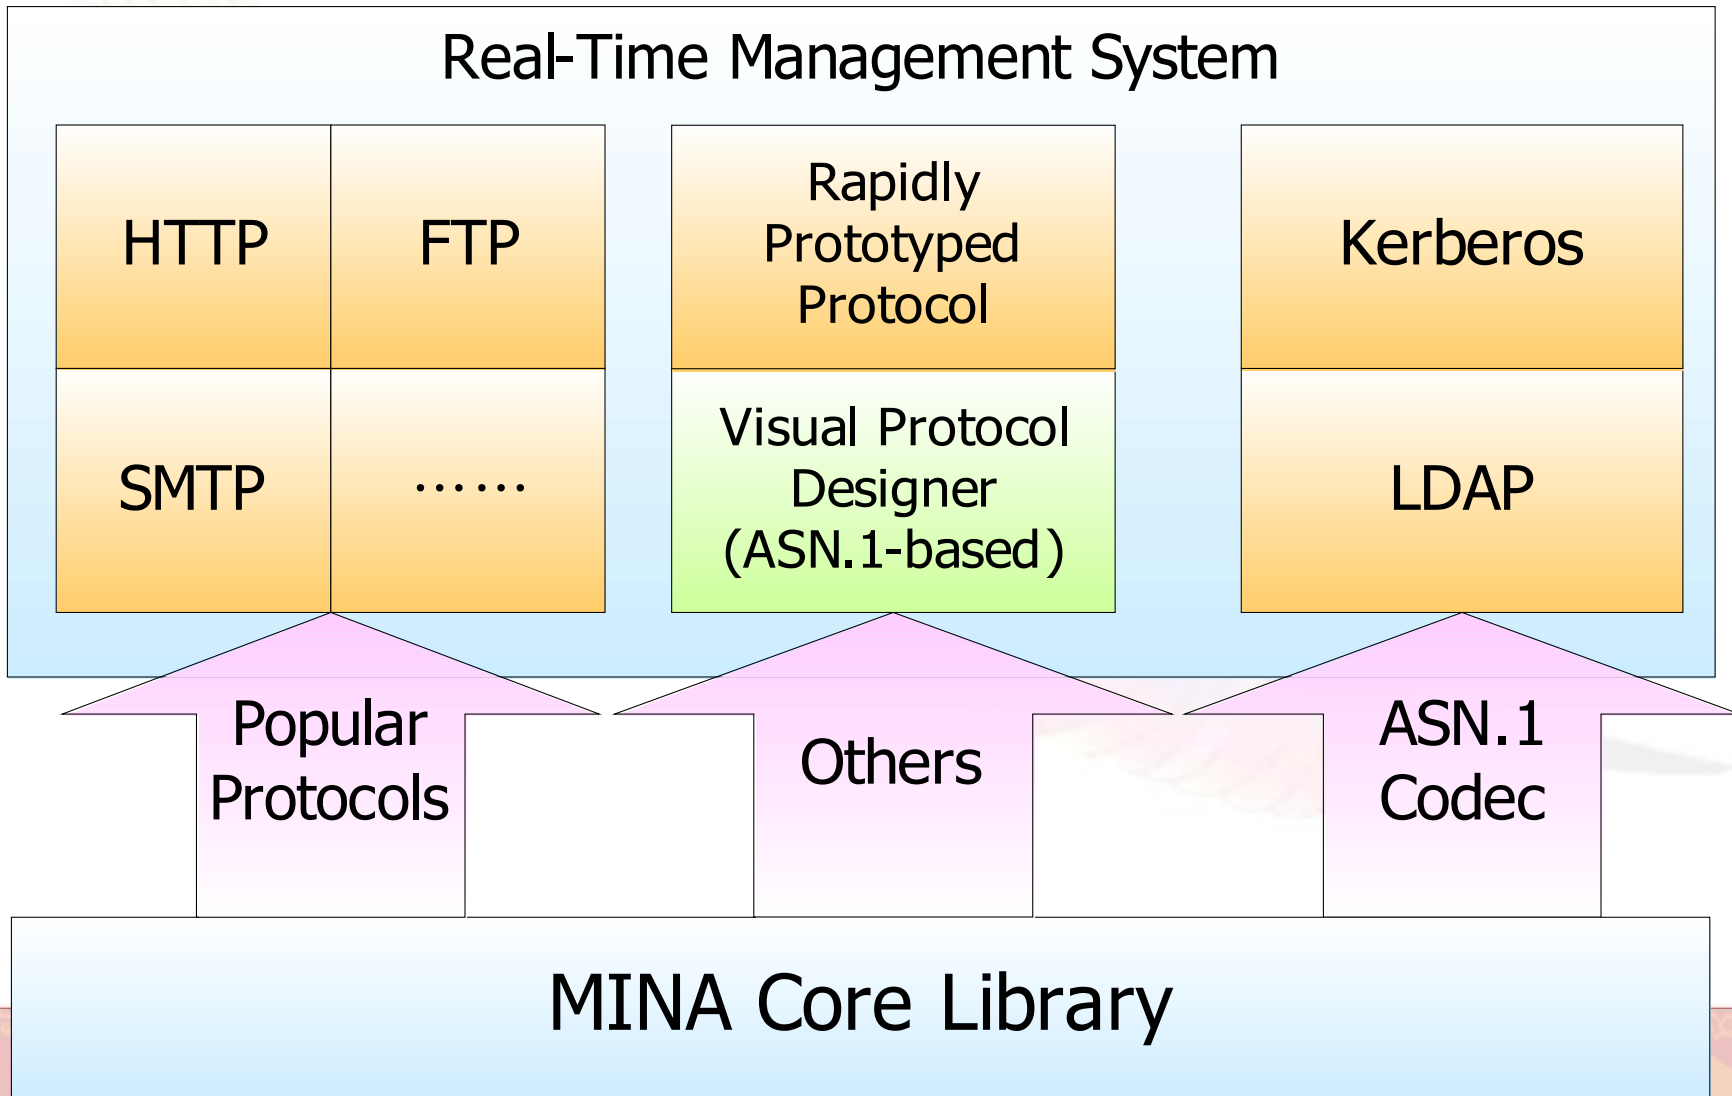 Real-Time Management System
HTTP
FTP
SMTP
……
Rapidly
Prototyped
Protocol
Visual Protocol
Designer
(ASN.1-based)
Kerberos
LDAP
Popular
Protocols
Others
ASN.1
Codec
MINA Core Library